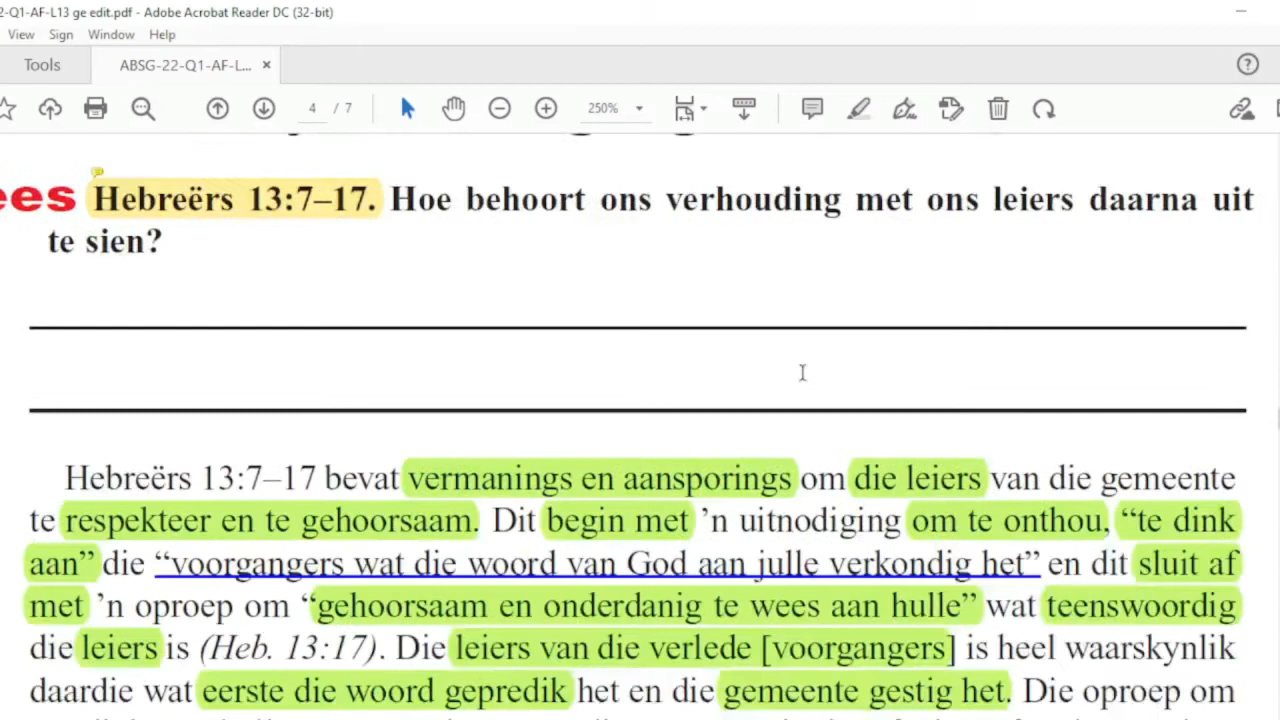 2-Q1-AF-L13 ge edit.pdf - Adobe Acrobat Reader DC (32-bit)
View Sign Window Help
Tools ABSG-22-Q1-AF-L... ×
4 / 7 250%
ees Hebreërs 13:7–17. Hoe behoort ons verhouding met ons leiers daarna uit
te sien?
Hebreërs 13:7–17 bevat vermanings en aansporings om die leiers van die gemeente
te respekteer en te gehoorsaam. Dit begin met ’n uitnodiging om te onthou, “te dink
aan” die “voorgangers wat die woord van God aan julle verkondig het” en dit sluit af
met ’n oproep om “gehoorsaam en onderdanig te wees aan hulle” wat teenswoordig
die leiers is (Heb. 13:17). Die leiers van die verlede [voorgangers] is heel waarskynlik
daardie wat eerste die woord gepredik het en die gemeente gestig het. Die oproep om